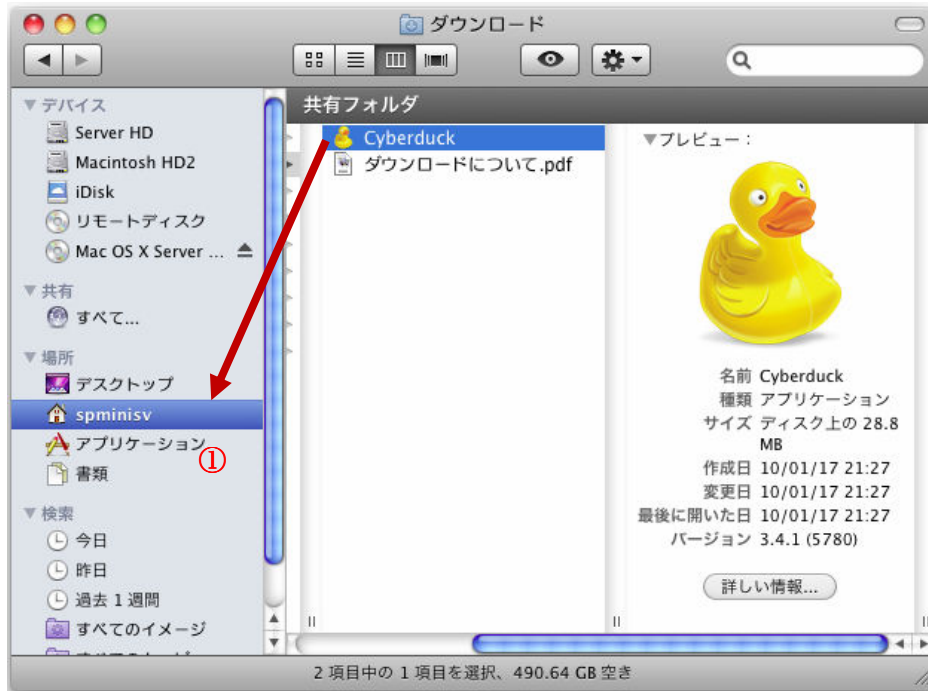 ダウンロード
共有フォルダ
デバイス
Server HD
Macintosh HD2
iDisk
リモートディスク
Mac OS X Server ...
共有
すべて...
場所
デスクトップ
spminisv
アプリケーション
①
書類
検索
今日
昨日
過去 1 週間
すべてのイメージ
Cyberduck
ダウンロードについて.pdf
プレビュー：
名前 Cyberduck
種類 アプリケーション
サイズ ディスク上の 28.8
MB
作成日 10/01/17 21:27
変更日 10/01/17 21:27
最後に開いた日 10/01/17 21:27
バージョン 3.4.1 (5780)
詳しい情報...
2 項目中の 1 項目を選択、490.64 GB 空き